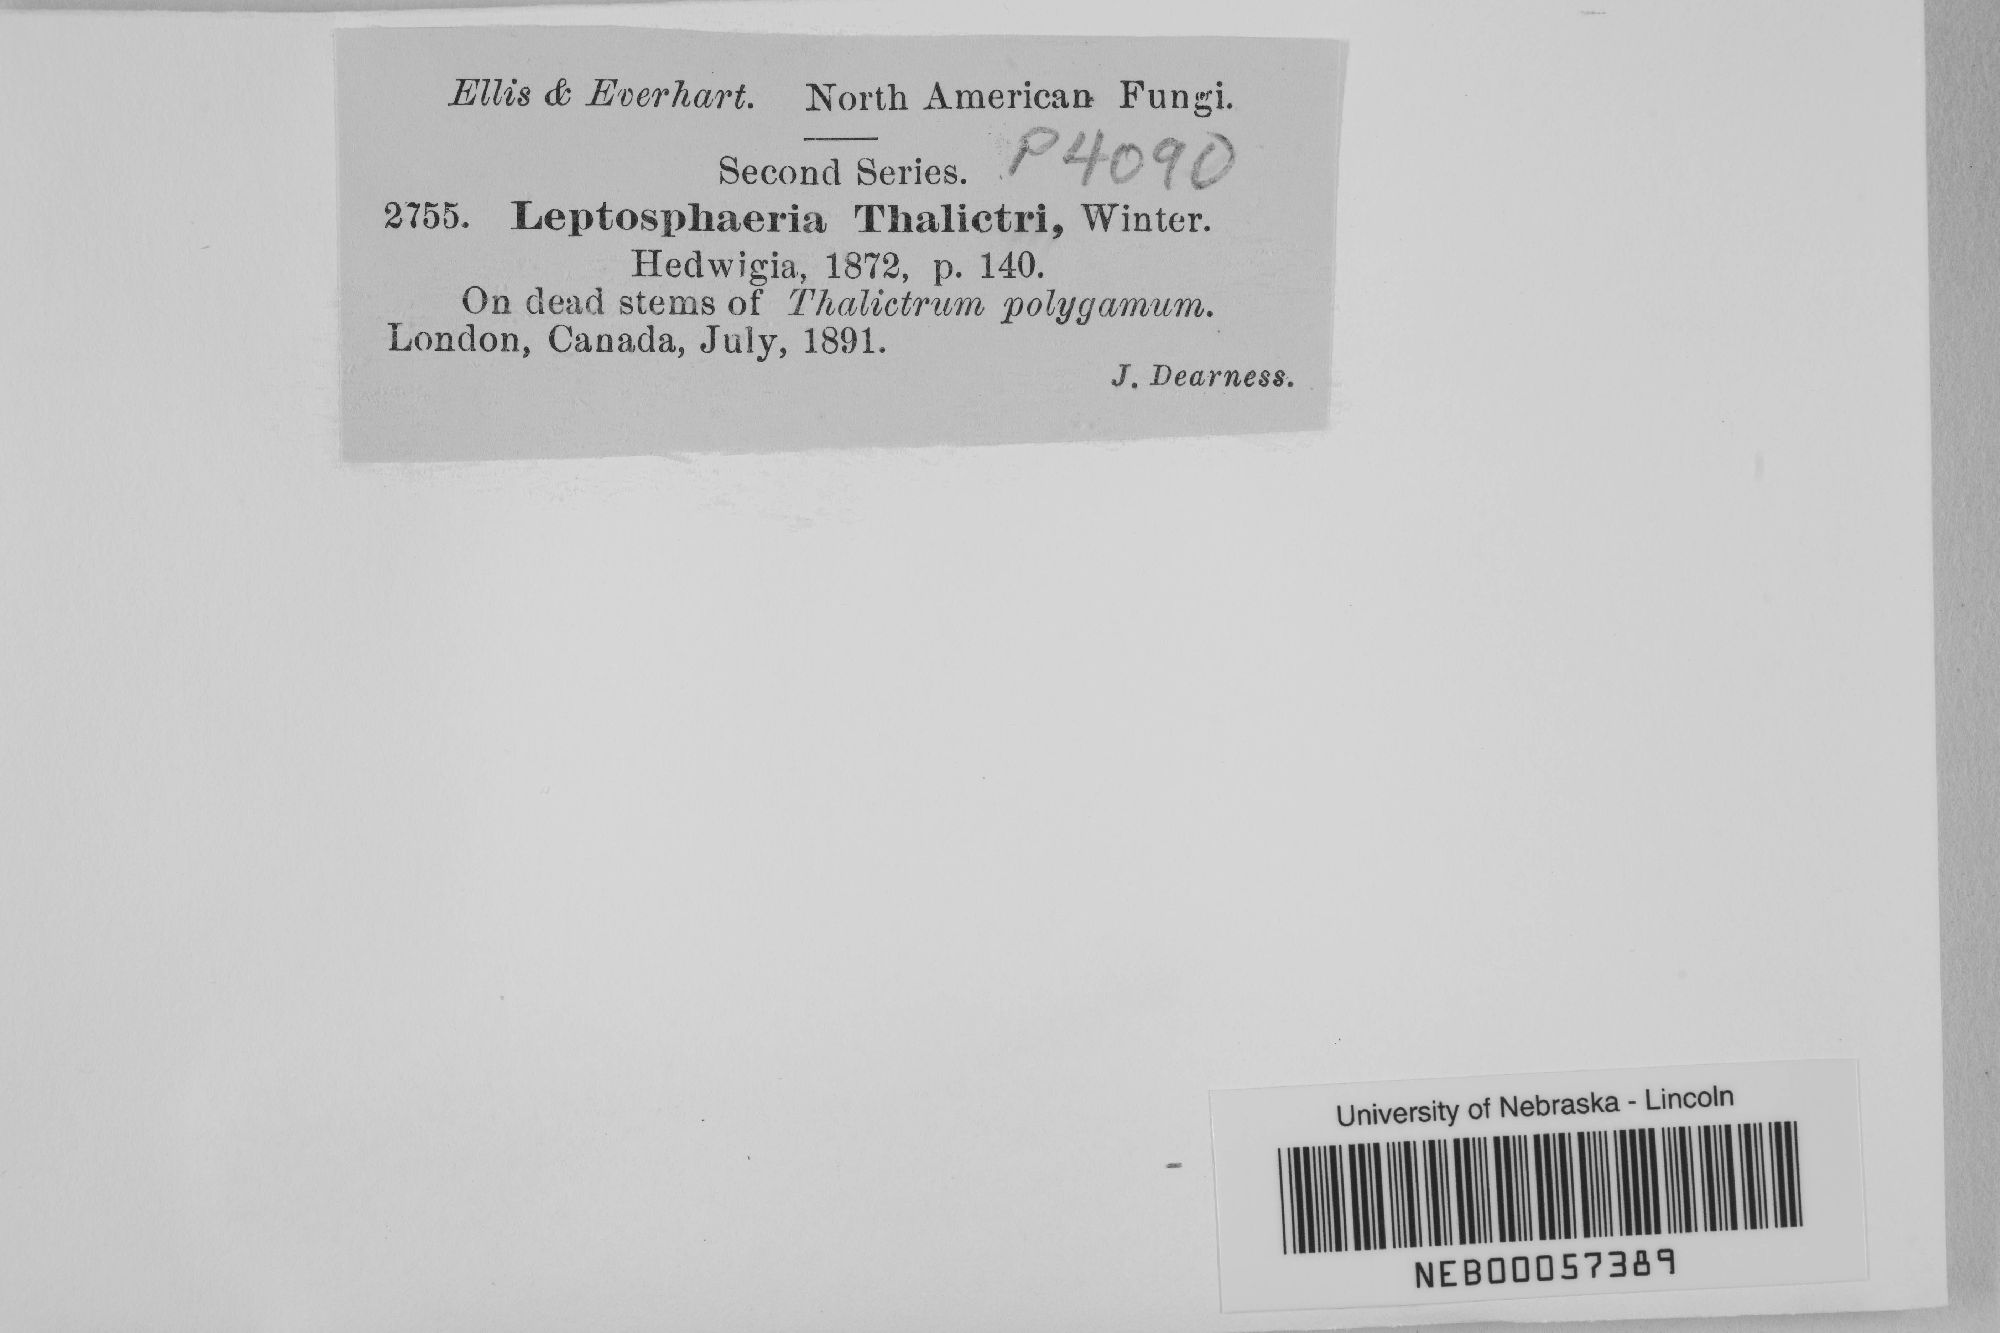 Ellis & Everhart. North American Fungi.
Second Series. P4090
2755. Leptosphaeria Thalictri, Winter.
Hedwigia, 1872, p. 140.
On dead stems of Thalictrum polygamum.
London, Canada, July, 1891.
J. Dearness.
University of Nebraska - Lincoln
NEB00057389